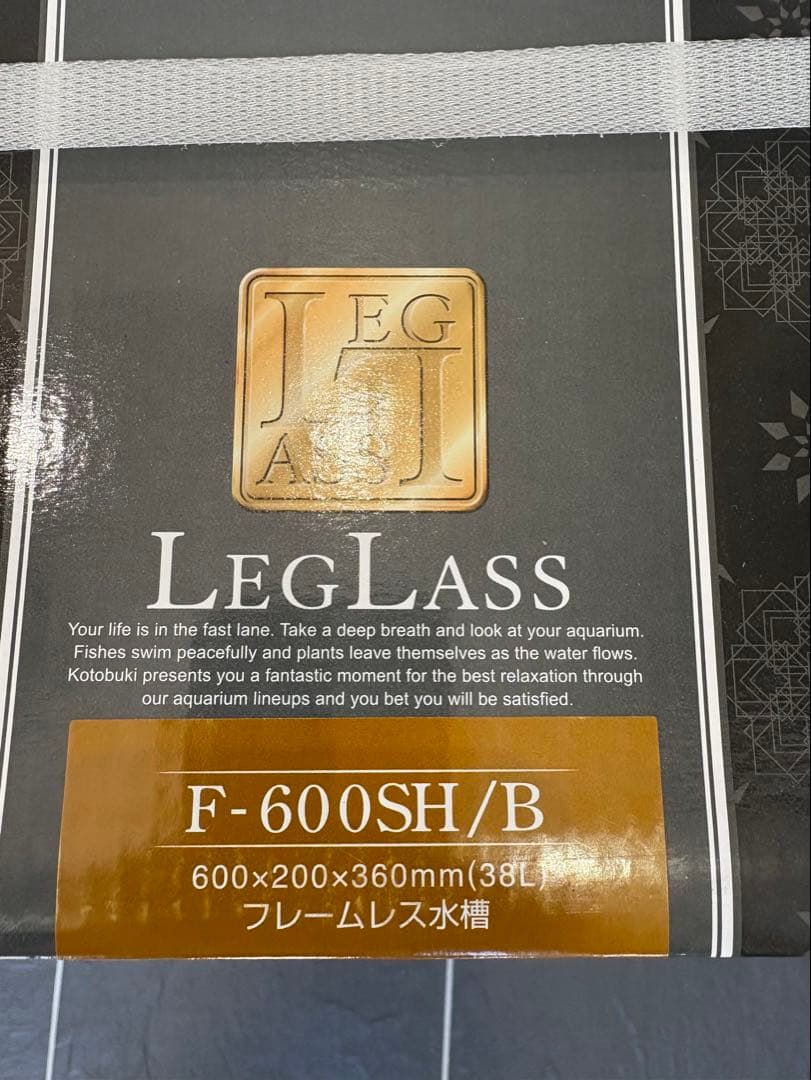 LEG
LASS
LEGLASS
Your life is in the fast lane. Take a deep breath and look at your aquarium.
Fishes swim peacefully and plants leave themselves as the water flows.
Kotobuki presents you a fantastic moment for the best relaxation through
our aquarium lineups and you bet you will be satisfied.
F-600SH/B
600×200×360mm(38L)
フレームレス水槽